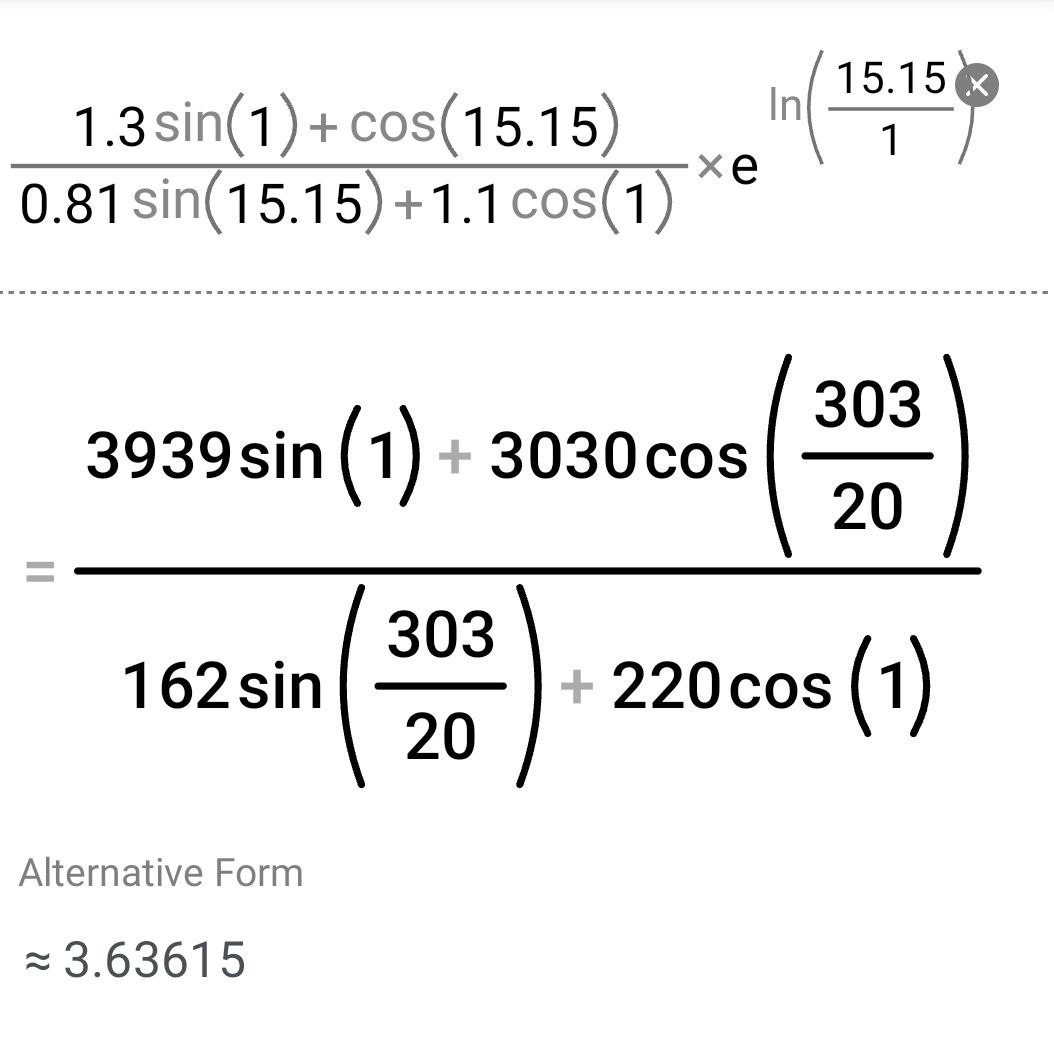 1.3 sin(1) + cos(15.15)
0.81 sin(15.15) + 1.1 cos(1)
× e
ln(15.15
1)
3939 sin(1) + 3030 cos(303
20)
=
162 sin(303
20) + 220 cos(1)
Alternative Form
≈ 3.63615